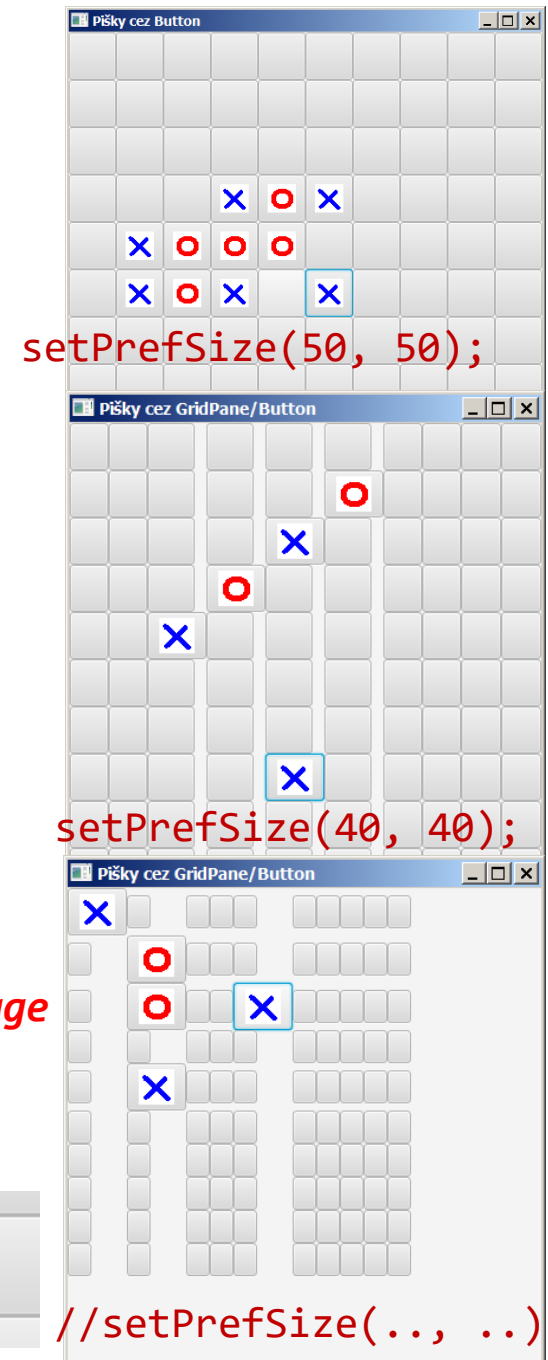 Pišky cez Button
setPrefSize(50, 50);
Pišky cez GridPane/Button
setPrefSize(40, 40);
Pišky cez GridPane/Button
//setPrefSize(.., ..)